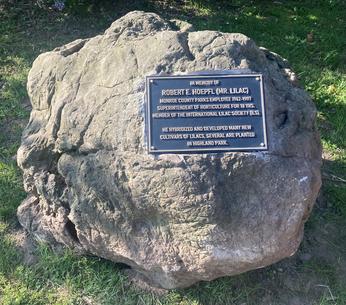 IN MEMORY OF
ROBERT E. HOEPFL (MR. LILAC)
MONROE COUNTY PARKS EMPLOYEE 1962-1997
SUPERINTENDENT OF HORTICULTURE FOR 10 YRS.
MEMBER OF THE INTERNATIONAL LILAC SOCIETY (ILS)
HE HYBRIDIZED AND DEVELOPED MANY NEW
CULTIVARS OF LILACS, SEVERAL ARE PLANTED
IN HIGHLAND PARK.